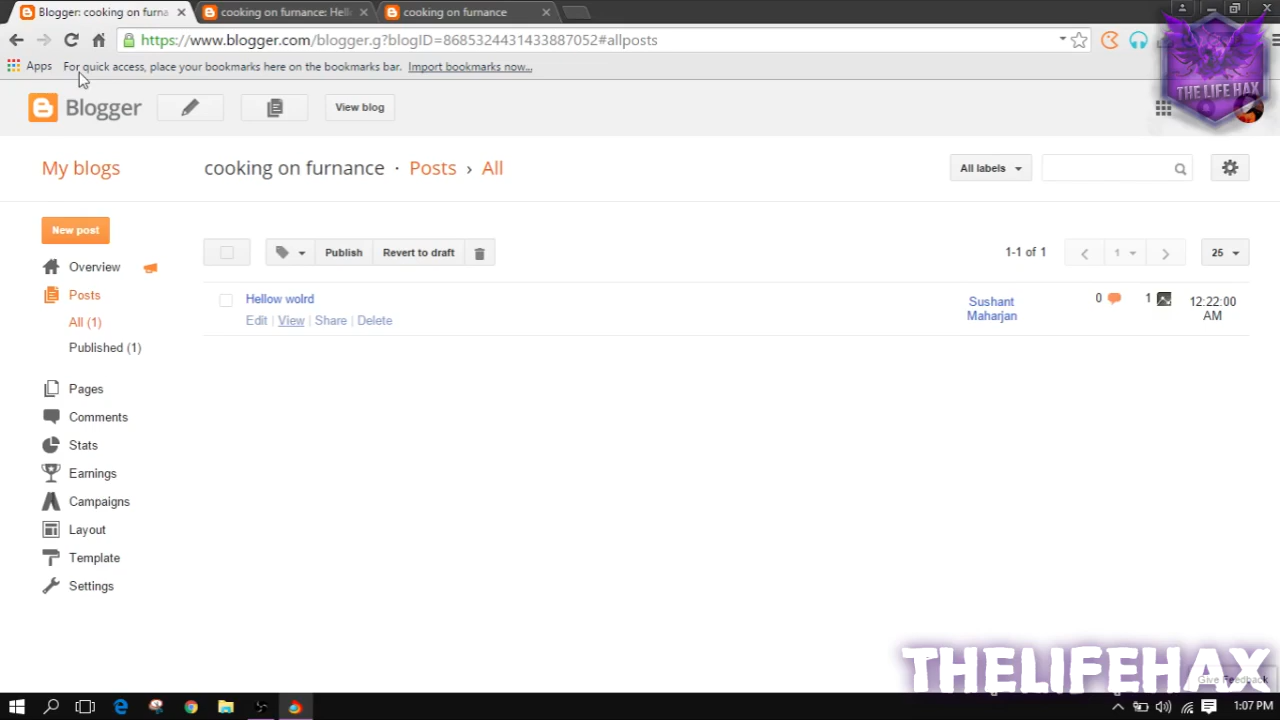 Blogger: cooking on furna
cooking on furnance: Hello
cooking on furnance
https://www.blogger.com/blogger.g?blogID=8685324431433887052#allposts
Apps For quick access, place your bookmarks here on the bookmarks bar. Import bookmarks now...
THE LIFE HAX
Blogger
View blog
My blogs
cooking on furnance · Posts › All
All labels
New post
Publish
Revert to draft
1-1 of 1
1
25
Overview
Posts
All (1)
Published (1)
Pages
Comments
Stats
Earnings
Campaigns
Layout
Template
Settings
Hellow wolrd
Edit | View | Share | Delete
Sushant
Maharjan
0
1
12:22:00
AM
THELIFEHAX
Give Feedback
1:07 PM